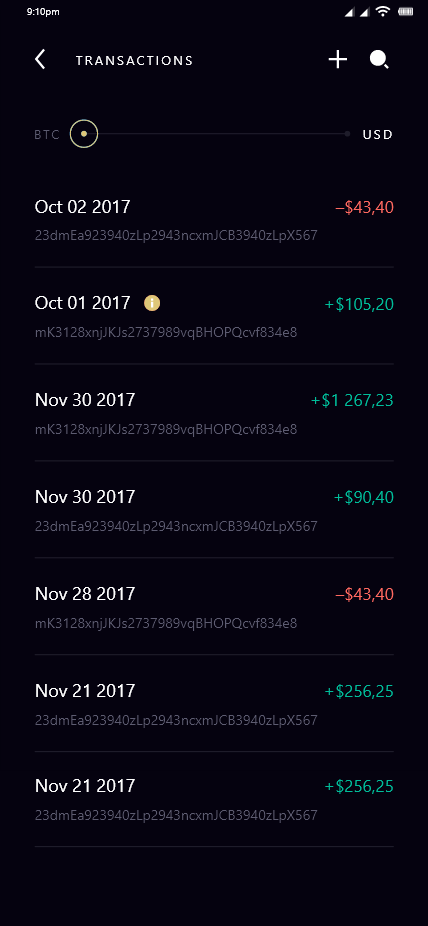 9:10pm
TRANSACTIONS
BTC USD
Oct 02 2017 –$43,40
23dmEa923940zLp2943ncxmJCB3940zLpX567
Oct 01 2017 +$105,20
mK3128xnjJKJs2737989vqBHOPQcvf834e8
Nov 30 2017 +$1 267,23
mK3128xnjJKJs2737989vqBHOPQcvf834e8
Nov 30 2017 +$90,40
23dmEa923940zLp2943ncxmJCB3940zLpX567
Nov 28 2017 –$43,40
mK3128xnjJKJs2737989vqBHOPQcvf834e8
Nov 21 2017 +$256,25
23dmEa923940zLp2943ncxmJCB3940zLpX567
Nov 21 2017 +$256,25
23dmEa923940zLp2943ncxmJCB3940zLpX567